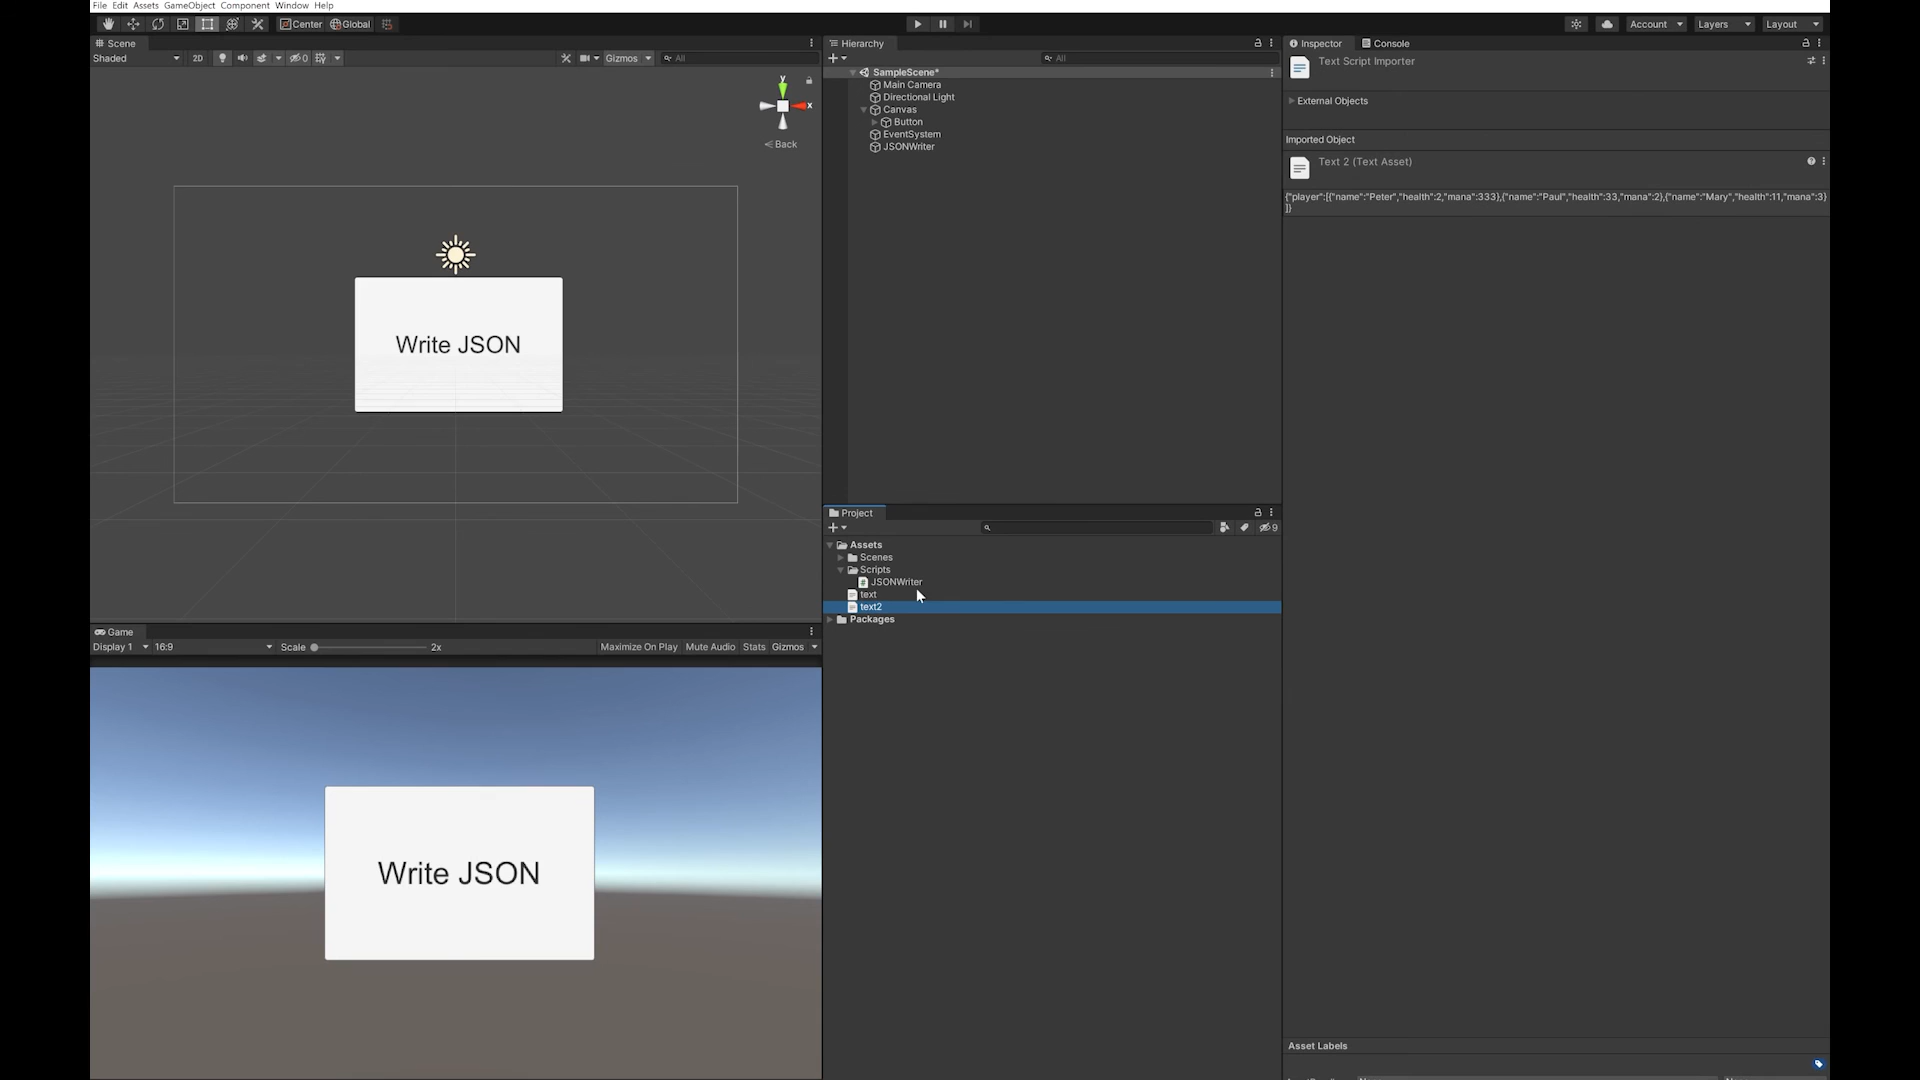 File Edit Assets GameObject Component Window Help
Center Global
Account Layers Layout
Scene
Shaded 2D 0 Gizmos All
y
x
Back
Write JSON
Game
Display 1 16:9 Scale 2x Maximize On Play Mute Audio Stats Gizmos
Write JSON
Hierarchy
All
SampleScene*
Main Camera
Directional Light
Canvas
Button
EventSystem
JSONWriter
Project
9
Assets
Scenes
Scripts
JSONWriter
text
text2
Packages
Inspector Console
Text Script Importer
External Objects
Imported Object
Text 2 (Text Asset)
{"player":[{"name":"Peter","health":2,"mana":333},{"name":"Paul","health":33,"mana":2},{"name":"Mary","health":11,"mana":3}
]}
Asset Labels